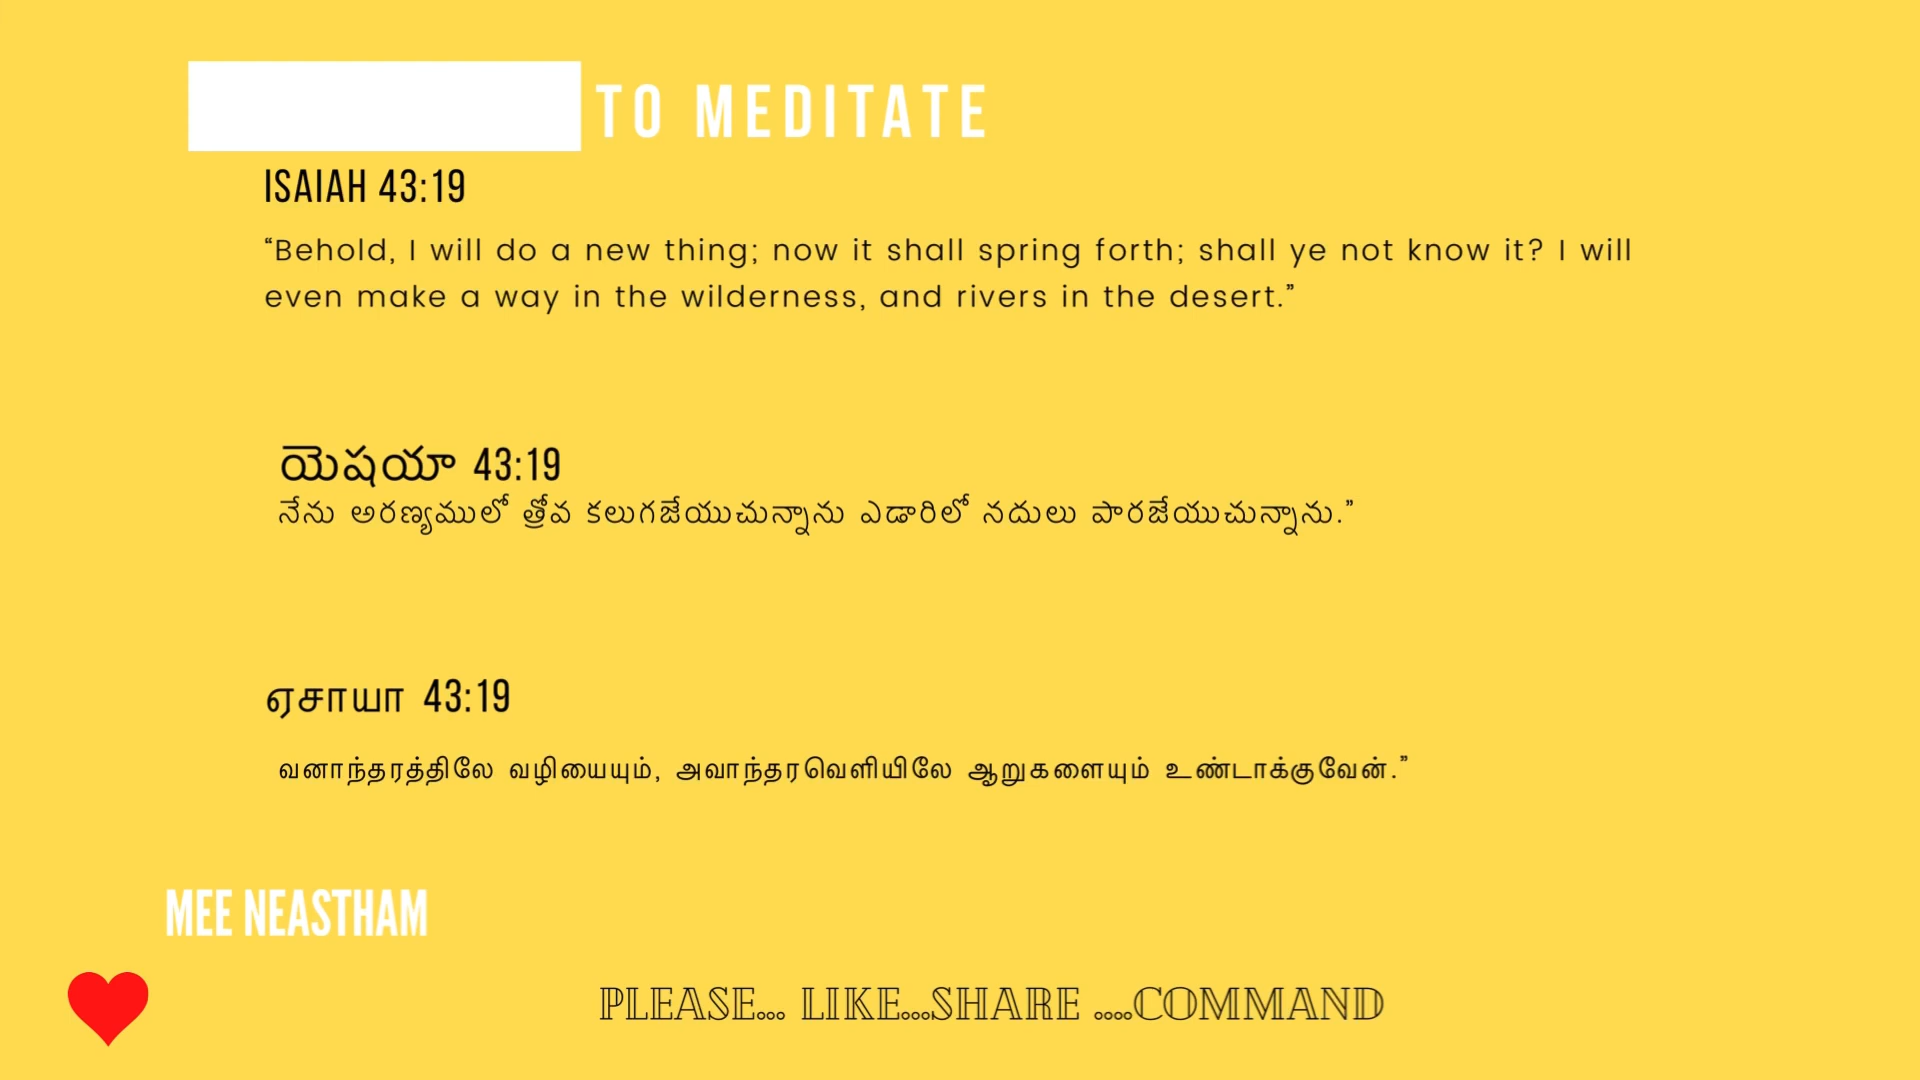 TO MEDITATE
ISAIAH 43:19
“Behold, I will do a new thing; now it shall spring forth; shall ye not know it? I will
even make a way in the wilderness, and rivers in the desert.”
యెషయా 43:19
నేను అరణ్యములో త్రోవ కలుగజేయుచున్నాను ఎడారిలో నదులు పారజేయుచున్నాను.”
ஏசாயா 43:19
வனாந்தரத்திலே வழியையும், அவாந்தரவெளியிலே ஆறுகளையும் உண்டாக்குவேன்.”
MEE NEASTHAM
PLEASE... LIKE...SHARE ....COMMAND